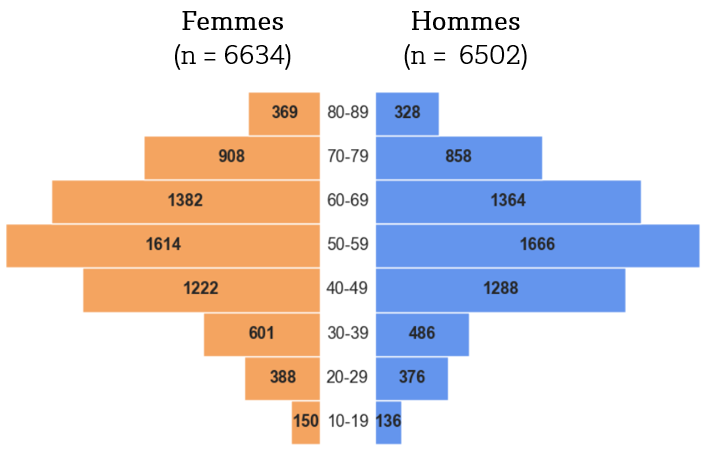 Femmes Hommes
(n = 6634) (n = 6502)
369 80-89 328
908 70-79 858
1382 60-69 1364
1614 50-59 1666
1222 40-49 1288
601 30-39 486
388 20-29 376
150 10-19 136